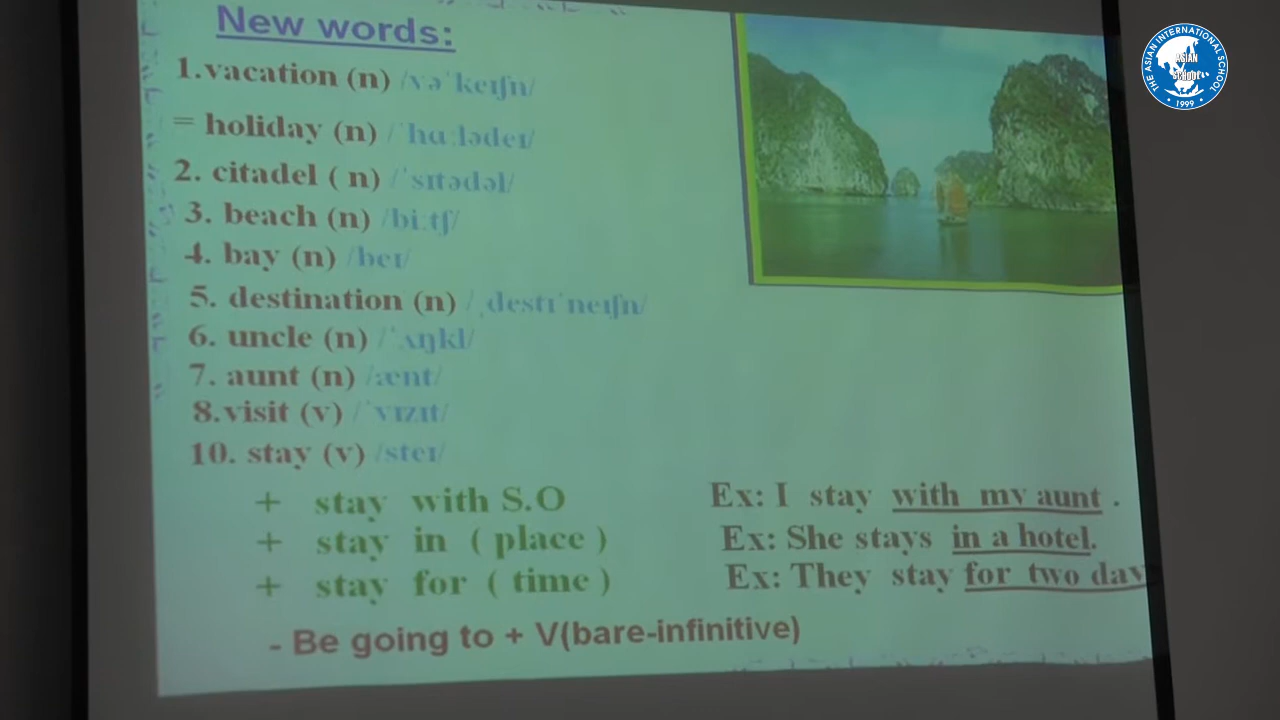 New words:
1.vacation (n) /vəˈkeɪʃn/
= holiday (n) /ˈhɑːlədeɪ/
2. citadel ( n) /ˈsɪtədəl/
3. beach (n) /biːtʃ/
4. bay (n) /beɪ/
5. destination (n) /ˌdestɪˈneɪʃn/
6. uncle (n) /ˈʌŋkl/
7. aunt (n) /ænt/
8.visit (v) /ˈvɪzɪt/
10. stay (v) /steɪ/
+ stay with S.O Ex: I stay with my aunt .
+ stay in ( place ) Ex: She stays in a hotel.
+ stay for ( time ) Ex: They stay for two day
- Be going to + V(bare-infinitive)
THE ASIAN INTERNATIONAL SCHOOL
ASIAN
SCHOOL
• 1999 •